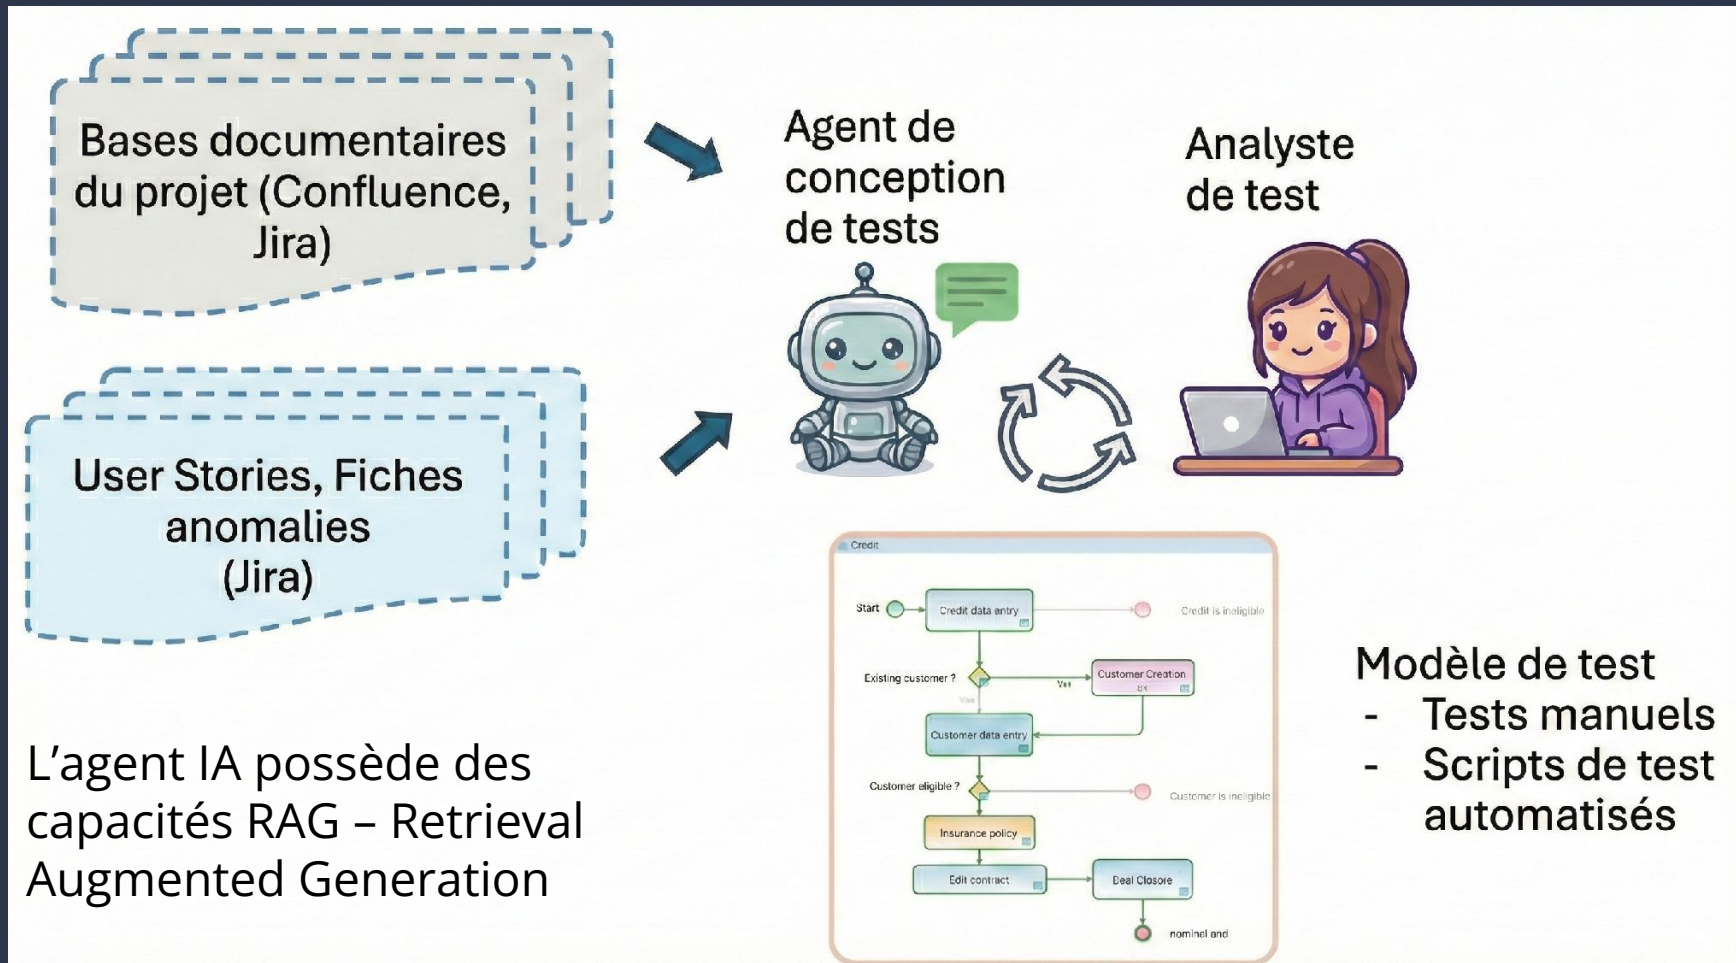 Bases documentaires
du projet (Confluence,
Jira)
User Stories, Fiches
anomalies
(Jira)
L’agent IA possède des
capacités RAG – Retrieval
Augmented Generation
Agent de
conception
de tests
Analyste
de test
Credit
Start
Credit data entry
Credit is ineligible
Existing customer ?
Customer Creation
Customer data entry
Customer eligible ?
Customer is ineligible
Insurance policy
Edit contract
Deal Closore
nominel and
Modèle de test
- Tests manuels
- Scripts de test
automatisés